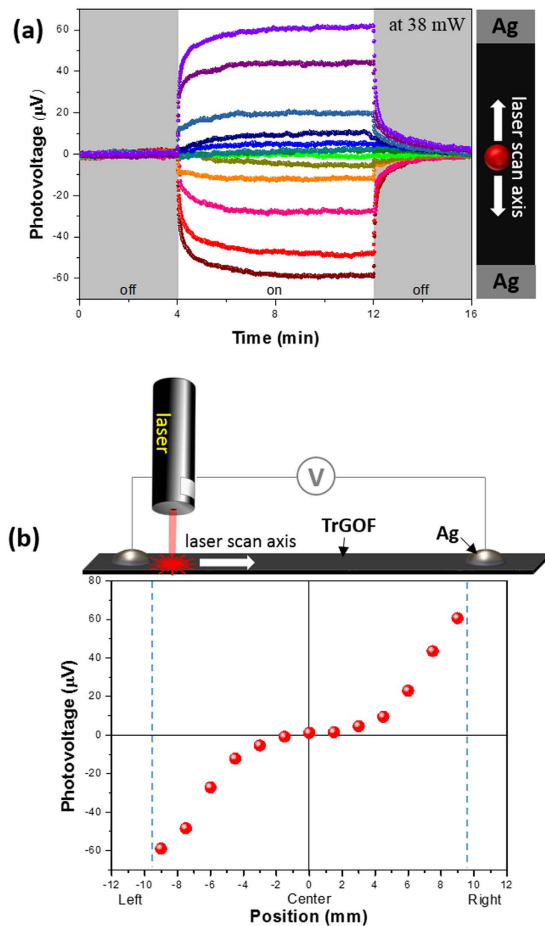 (a)
at 38 mW
Photovoltage (μV)
60
40
20
0
-20
-40
-60
off
on
off
0
4
8
12
16
Time (min)
Ag
laser scan axis
Ag
laser
V
(b)
laser scan axis
TrGOF
Ag
Photovoltage (μV)
80
60
40
20
0
-20
-40
-60
-12 -10 -8 -6 -4 -2 0 2 4 6 8 10 12
Left
Center
Right
Position (mm)